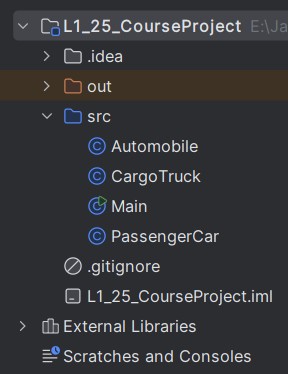 L1_25_CourseProject E:\Ja
.idea
out
src
Automobile
CargoTruck
Main
PassengerCar
.gitignore
L1_25_CourseProject.iml
External Libraries
Scratches and Consoles